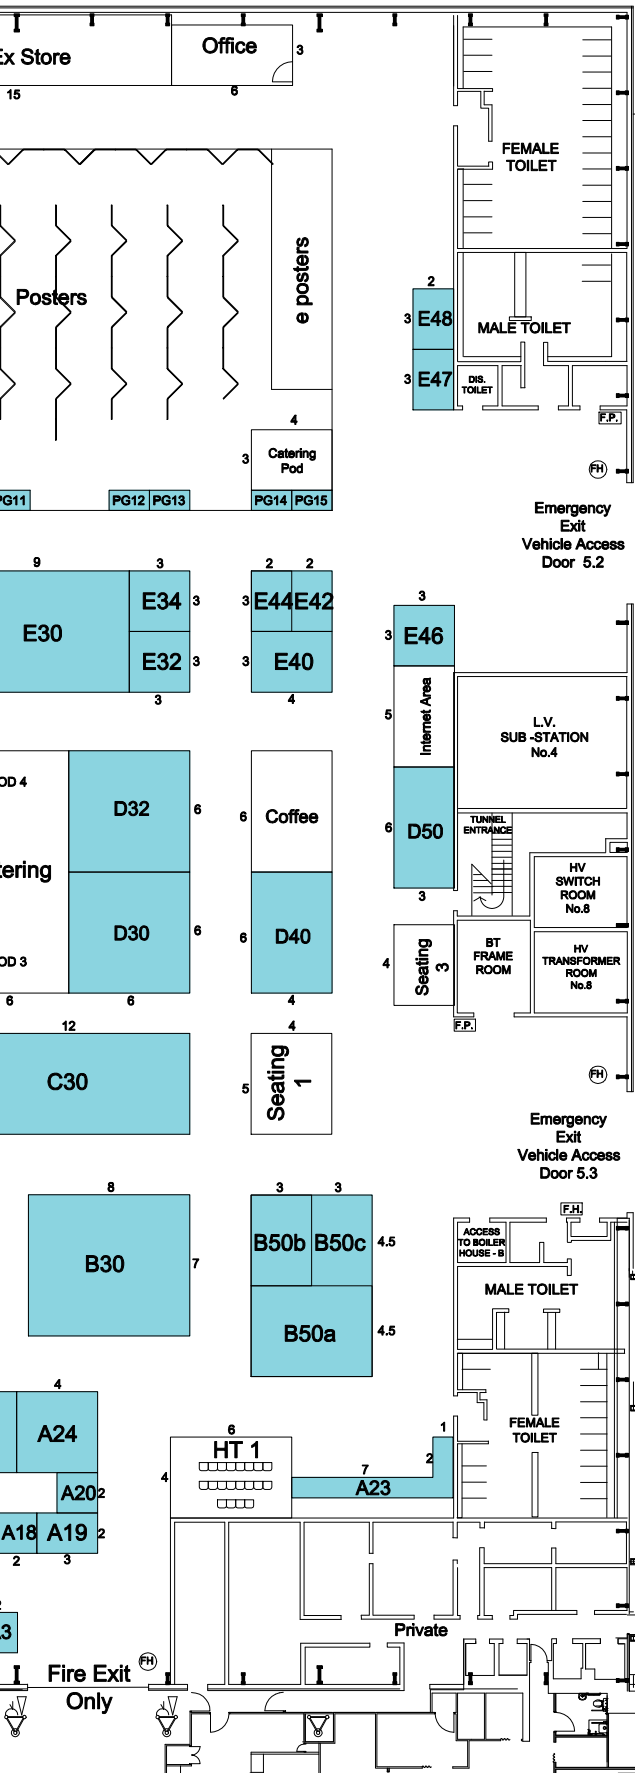 Ex Store
Office
3
15
6
FEMALE
TOILET
Posters
e posters
2
3
E48
MALE TOILET
3
E47
DIS.
TOILET
F.P.
4
3
Catering
Pod
FH
PG11
PG12
PG13
PG14
PG15
Emergency
Exit
Vehicle Access
Door 5.2
9
3
2
2
E30
E34
3
3
E44
E42
E32
3
3
E40
3
4
3
3
E46
5
Internet Area
L.V.
SUB -STATION
No.4
OD 4
D32
6
6
Coffee
6
D50
3
TUNNEL
ENTRANCE
HV
SWITCH
ROOM
No.8
tering
D30
6
6
D40
4
Seating
3
BT
FRAME
ROOM
HV
TRANSFORMER
ROOM
No.8
OD 3
6
6
4
F.P.
12
4
C30
5
Seating
1
FH
Emergency
Exit
Vehicle Access
Door 5.3
8
3
3
B30
7
B50b
B50c
4.5
B50a
4.5
F.H.
ACCESS
TO BOILER
HOUSE - B
MALE TOILET
4
A24
FEMALE
TOILET
6
HT 1
4
7
1
2
A23
A20
2
A18
A19
2
2
3
3
Private
FH
Fire Exit
Only